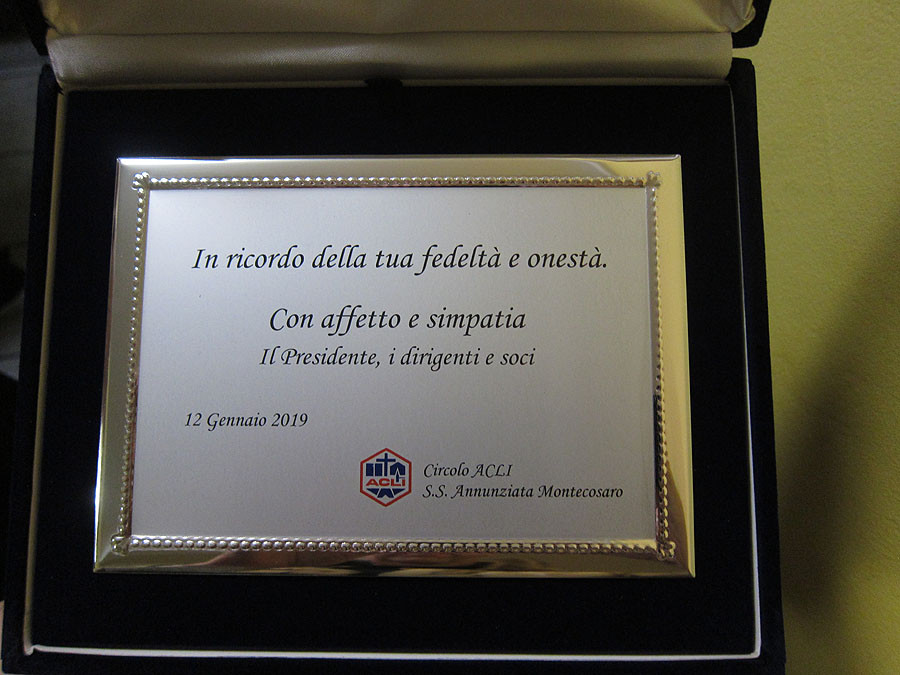 In ricordo della tua fedeltà e onestà.
Con affetto e simpatia
Il Presidente, i dirigenti e soci
12 Gennaio 2019
ACLI
Circolo ACLI
S.S. Annunziata Montecosaro